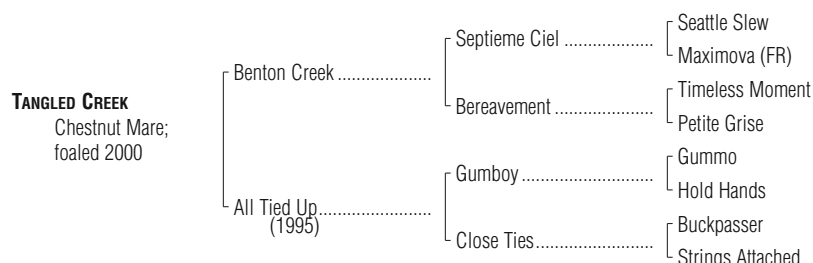 Seattle Slew
Septieme Ciel ...................
Maximova (FR)
Benton Creek ....................
Timeless Moment
Bereavement .....................
Petite Grise
TANGLED CREEK
Chestnut Mare;
foaled 2000
Gummo
Gumboy ............................
Hold Hands
All Tied Up........................
(1995)
Buckpasser
Close Ties.........................
Strings Attached